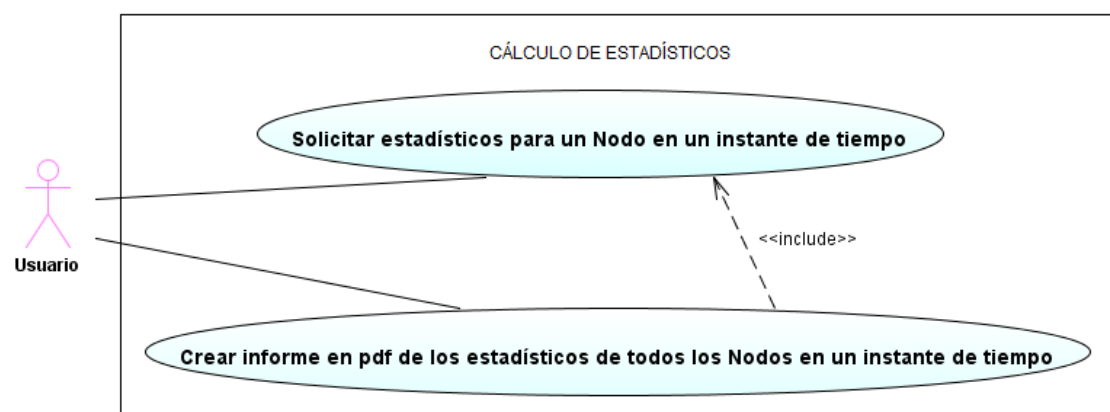 CÁLCULO DE ESTADÍSTICOS
Solicitar estadísticos para un Nodo en un instante de tiempo
<<include>>
Usuario
Crear informe en pdf de los estadísticos de todos los Nodos en un instante de tiempo